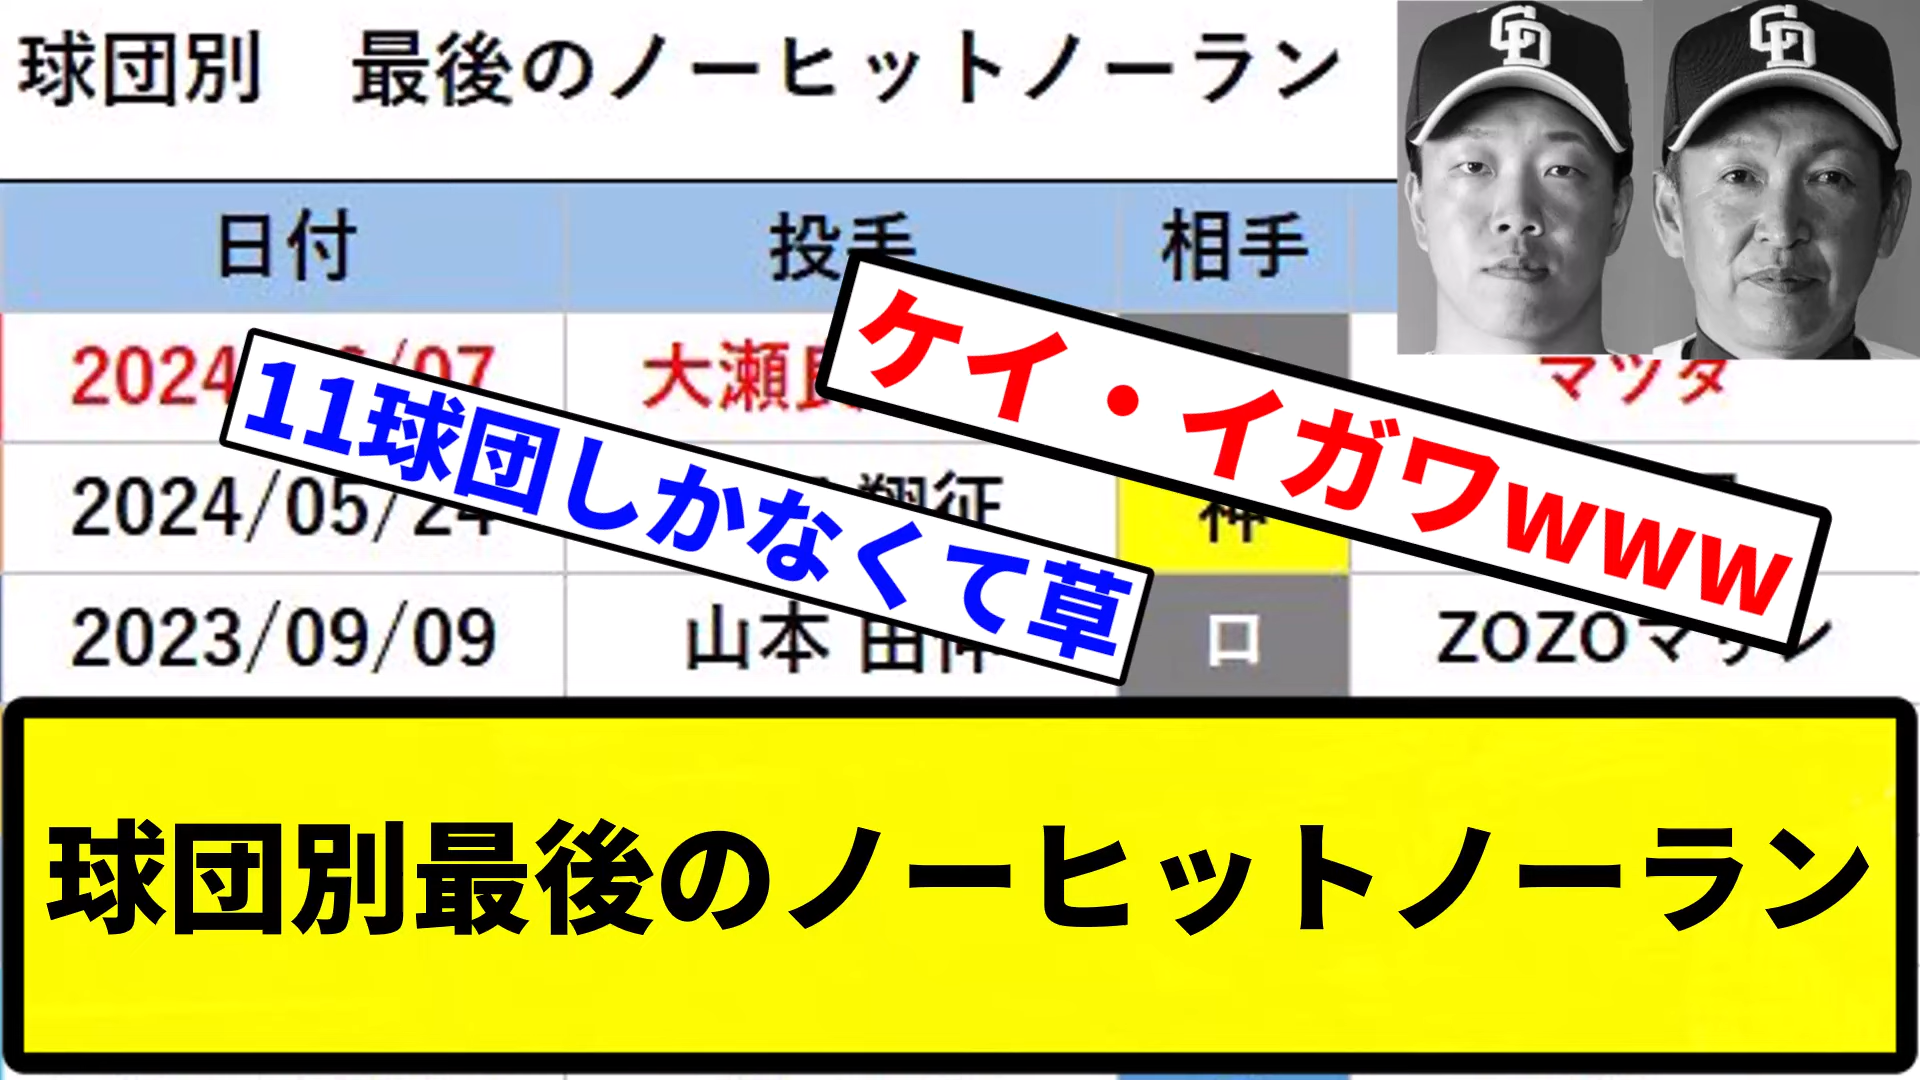 球団別 最後のノーヒットノーラン
日付 投手 相手
2024 /07 大瀬良 マツダ
2024/05/24 翔征 神
2023/09/09 山本 由伸 ロ ZOZOマリン
ケイ・イガワwww
11球団しかなくて草
球団別最後のノーヒットノーラン